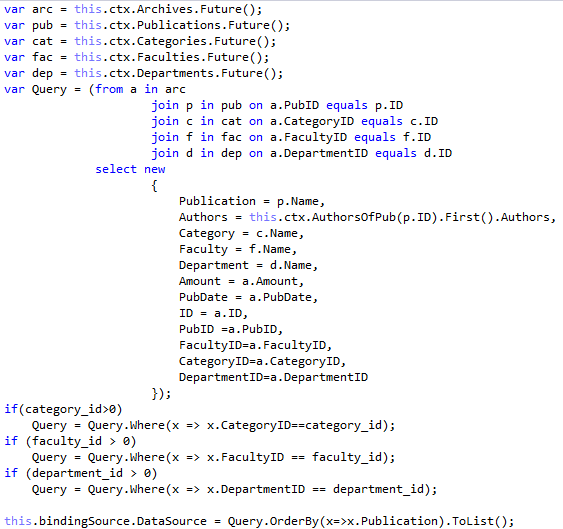 var arc = this.ctx.Archives.Future();
var pub = this.ctx.Publications.Future();
var cat = this.ctx.Categories.Future();
var fac = this.ctx.Faculties.Future();
var dep = this.ctx.Departments.Future();
var Query = (from a in arc
join p in pub on a.PubID equals p.ID
join c in cat on a.CategoryID equals c.ID
join f in fac on a.FacultyID equals f.ID
join d in dep on a.DepartmentID equals d.ID
select new
{
Publication = p.Name,
Authors = this.ctx.AuthorsOfPub(p.ID).First().Authors,
Category = c.Name,
Faculty = f.Name,
Department = d.Name,
Amount = a.Amount,
PubDate = a.PubDate,
ID = a.ID,
PubID =a.PubID,
FacultyID=a.FacultyID,
CategoryID=a.CategoryID,
DepartmentID=a.DepartmentID
});
if(category_id>0)
Query = Query.Where(x => x.CategoryID==category_id);
if (faculty_id > 0)
Query = Query.Where(x => x.FacultyID == faculty_id);
if (department_id > 0)
Query = Query.Where(x => x.DepartmentID == department_id);
this.bindingSource.DataSource = Query.OrderBy(x=>x.Publication).ToList();